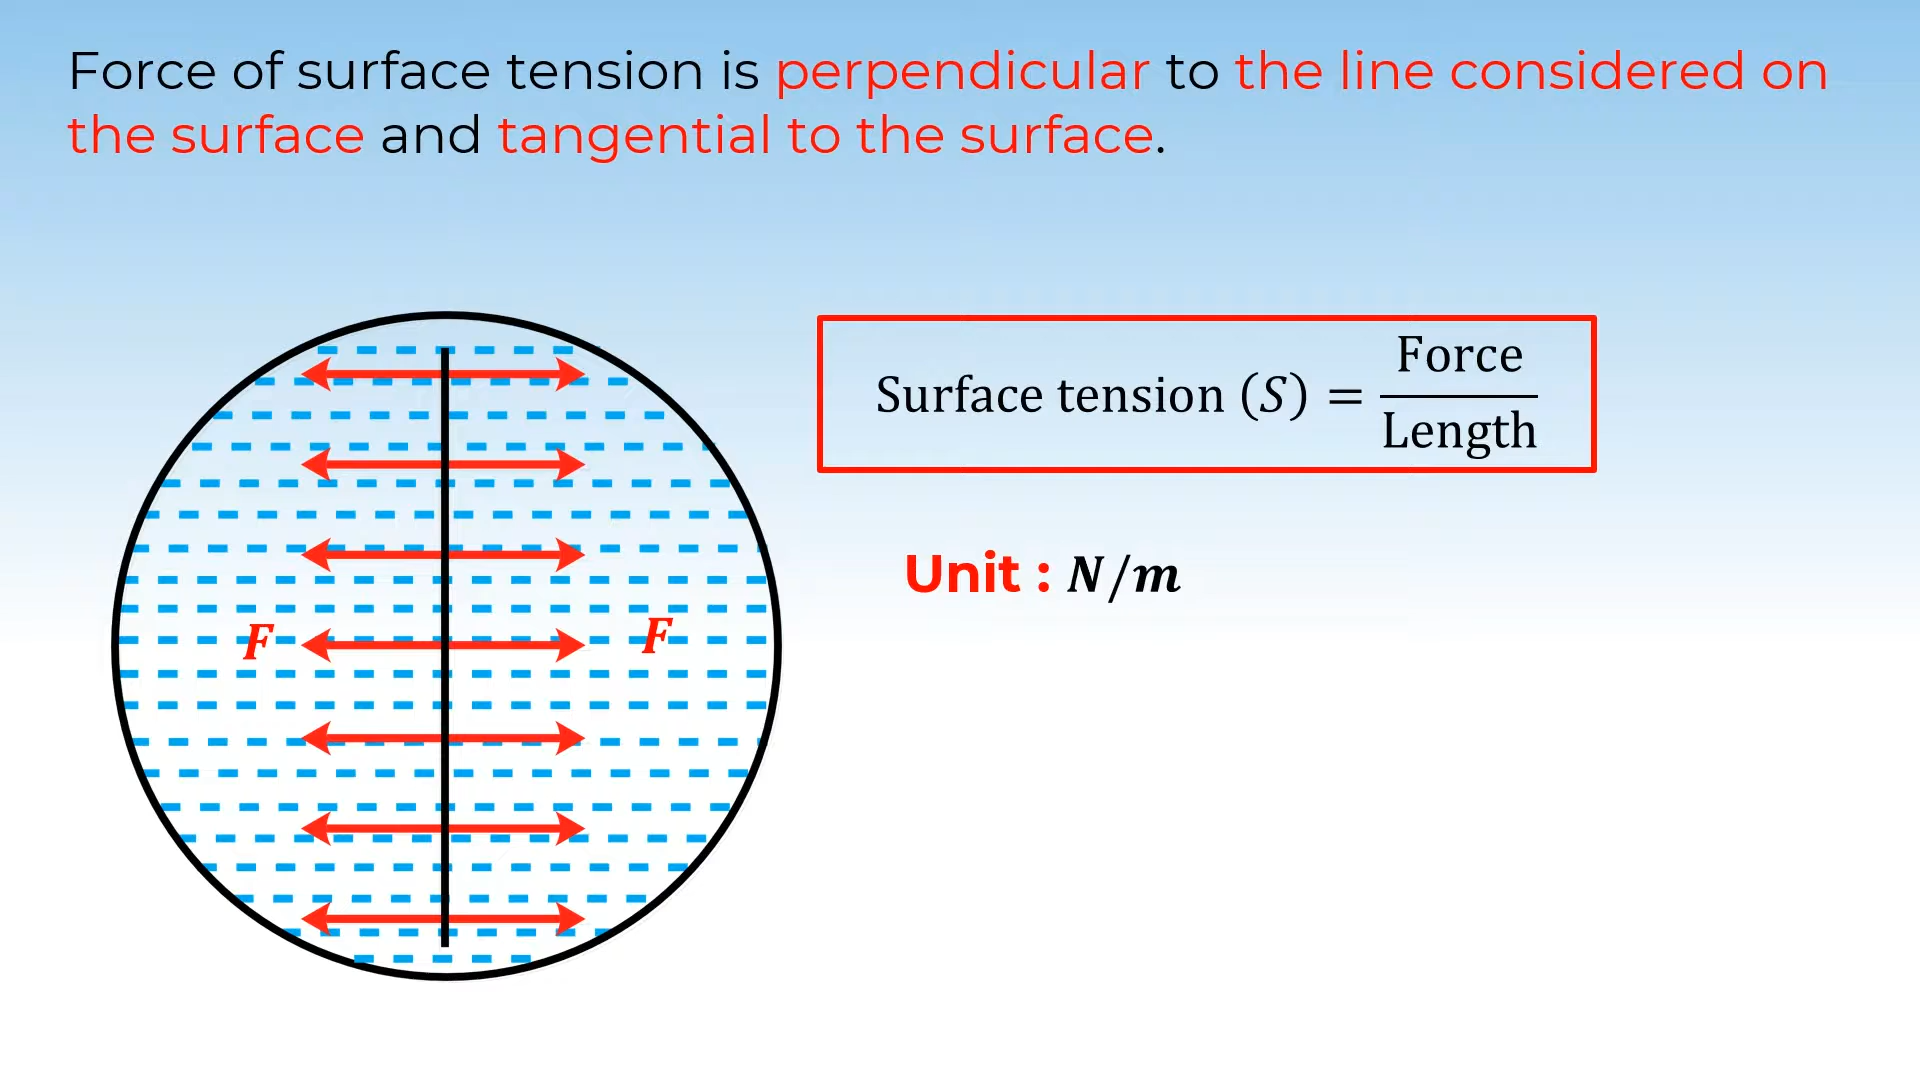 Force of surface tension is perpendicular to the line considered on
the surface and tangential to the surface.
Surface tension (S) = Force/Length
Unit : N/m
F
F